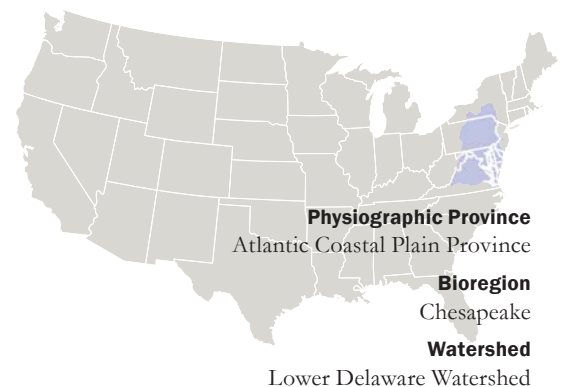 Physiographic Province
Atlantic Coastal Plain Province
Bioregion
Chesapeake
Watershed
Lower Delaware Watershed